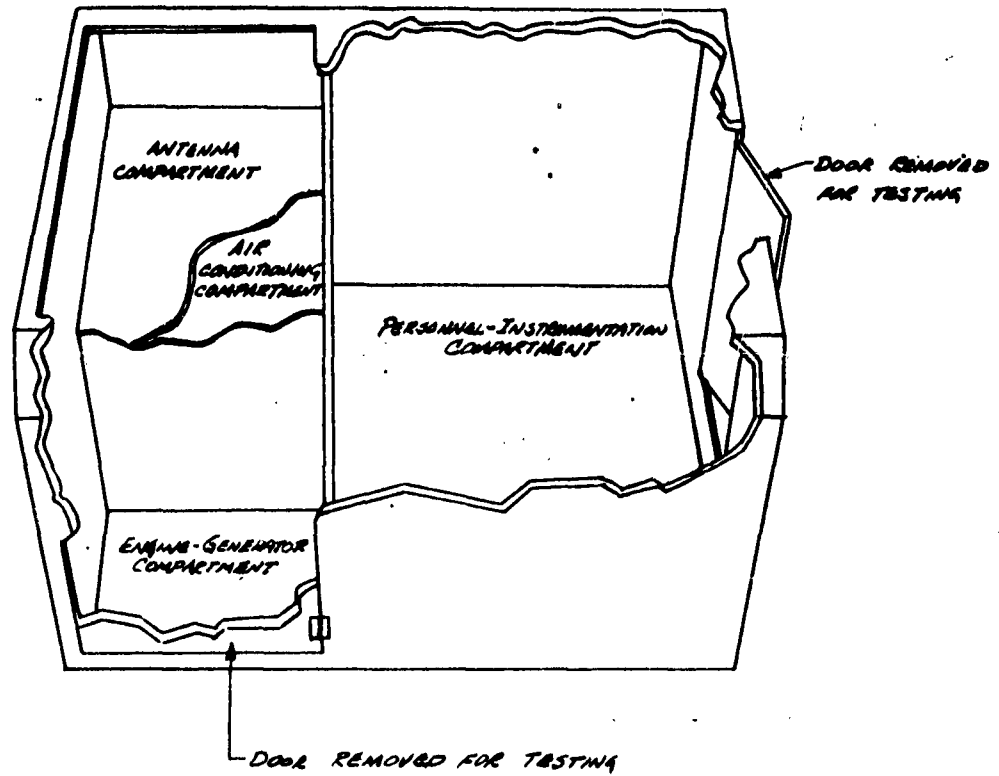 ANTENNA
COMPARTMENT
DOOR REMOVED
FOR TESTING
AIR
CONDITIONING
COMPARTMENT
PERSONNEL-INSTRUMENTATION
COMPARTMENT
ENGINE-GENERATOR
COMPARTMENT
DOOR REMOVED FOR TESTING